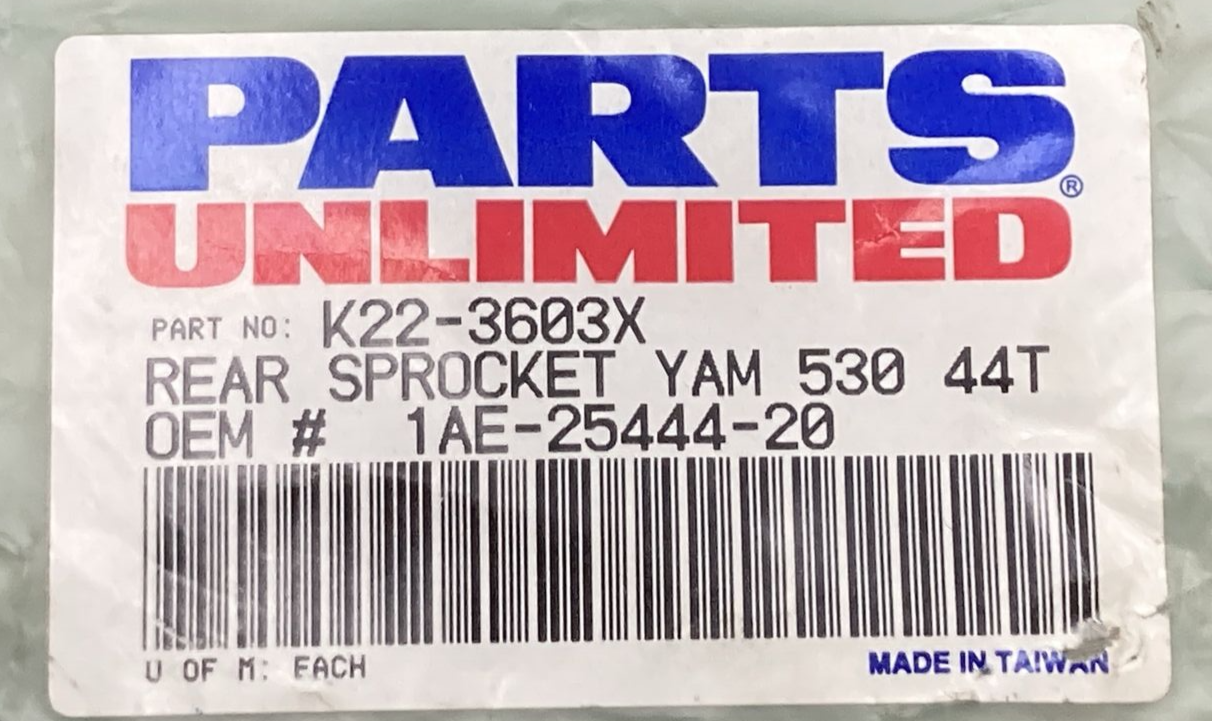 PARTS
UNLIMITED®
PART NO: K22-3603X
REAR SPROCKET YAM 530 44T
OEM # 1AE-25444-20
U OF M: EACH
MADE IN TAIWAN